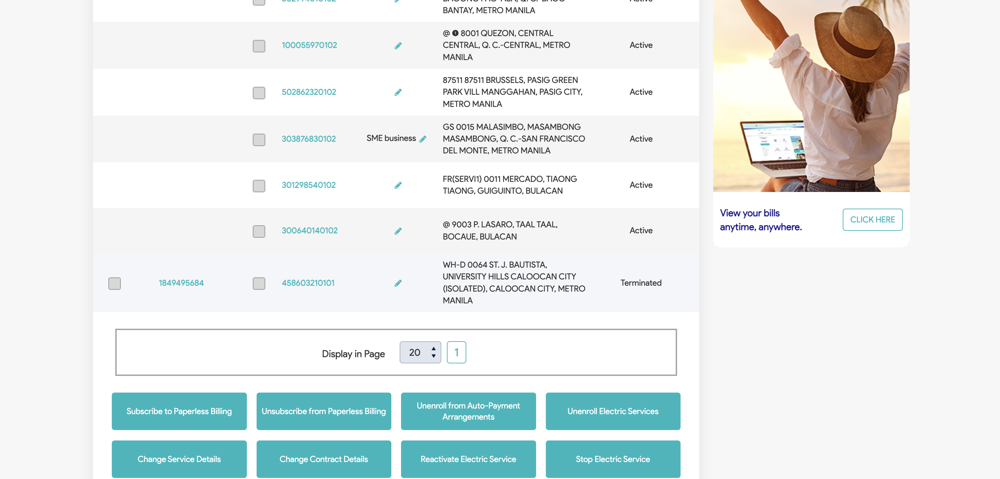 BANTAY, METRO MANILA
Active
100055970102
@ ❶ 8001 QUEZON, CENTRAL
CENTRAL, Q. C.-CENTRAL, METRO
MANILA
Active
502862320102
87511 87511 BRUSSELS, PASIG GREEN
PARK VILL MANGGAHAN, PASIG CITY,
METRO MANILA
Active
303876830102
SME business
GS 0015 MALASIMBO, MASAMBONG
MASAMBONG, Q. C.-SAN FRANCISCO
DEL MONTE, METRO MANILA
Active
301298540102
FR(SERVI1) 0011 MERCADO, TIAONG
TIAONG, GUIGUINTO, BULACAN
Active
300640140102
@ 9003 P. LASARO, TAAL TAAL,
BOCAUE, BULACAN
Active
1849495684
458603210101
WH-D 0064 ST. J. BAUTISTA,
UNIVERSITY HILLS CALOOCAN CITY
(ISOLATED), CALOOCAN CITY, METRO
MANILA
Terminated
Display in Page
20
1
Subscribe to Paperless Billing
Unsubscribe from Paperless Billing
Unenroll from Auto-Payment
Arrangements
Unenroll Electric Services
Change Service Details
Change Contract Details
Reactivate Electric Service
Stop Electric Service
View your bills
anytime, anywhere.
CLICK HERE